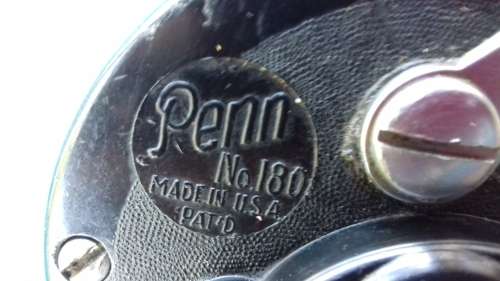 Penn
No. 180
MADE IN U.S.A
PAT'D